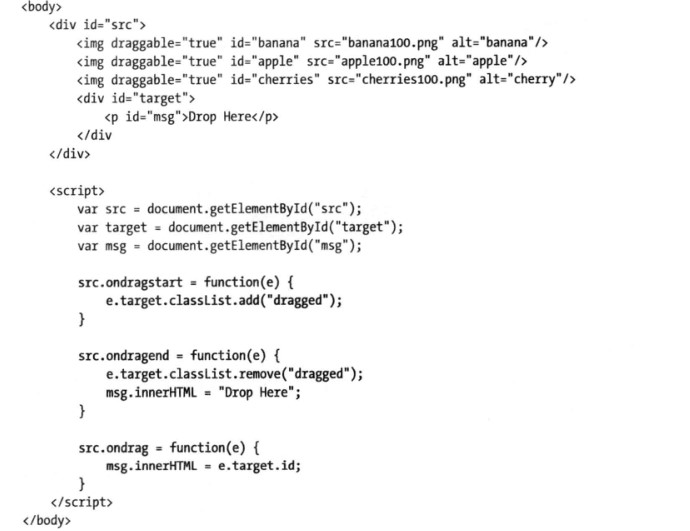 <body>
    <div id="src">
        <img draggable="true" id="banana" src="banana100.png" alt="banana"/>
        <img draggable="true" id="apple" src="apple100.png" alt="apple"/>
        <img draggable="true" id="cherries" src="cherries100.png" alt="cherry"/>
        <div id="target">
            <p id="msg">Drop Here</p>
        </div
    </div>

    <script>
        var src = document.getElementById("src");
        var target = document.getElementById("target");
        var msg = document.getElementById("msg");

        src.ondragstart = function(e) {
            e.target.classList.add("dragged");
        }

        src.ondragend = function(e) {
            e.target.classList.remove("dragged");
            msg.innerHTML = "Drop Here";
        }

        src.ondrag = function(e) {
            msg.innerHTML = e.target.id;
        }
    </script>
</body>